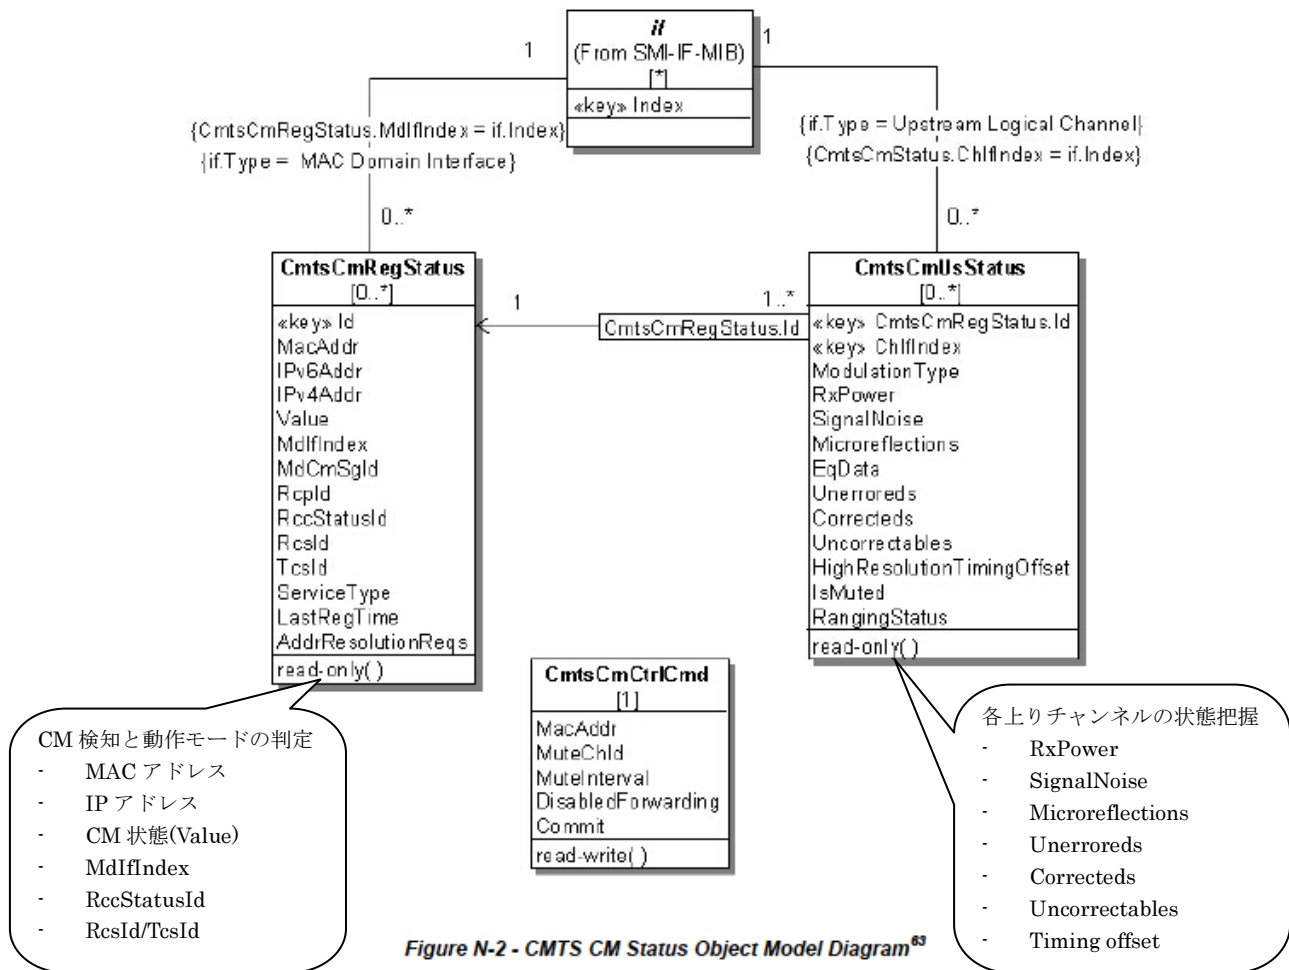 if
(From SMI-IF-MIB)
[*]
«key» Index
1
1
{CmtsCmRegStatus.MdIfIndex = if.Index}
{if.Type = MAC Domain Interface}
{if.Type = Upstream Logical Channel}
{CmtsCmStatus.ChIfIndex = if.Index}
0..*
0..*
CmtsCmRegStatus
[0..*]
«key» Id
MacAddr
IPv6Addr
IPv4Addr
Value
MdIfIndex
MdCmSgId
RcpId
RccStatusId
RcsId
TcsId
ServiceType
LastRegTime
AddrResolutionReqs
read-only( )
1
1..*
CmtsCmRegStatus.Id
CmtsCmUsStatus
[0..*]
«key» CmtsCmRegStatus.Id
«key» ChIfIndex
ModulationType
RxPower
SignalNoise
Microreflections
EqData
Unerroreds
Correcteds
Uncorrectables
HighResolutionTimingOffset
IsMuted
RangingStatus
read-only( )
CmtsCmCtrlCmd
[1]
MacAddr
MuteChId
MuteInterval
DisabledForwarding
Commit
read-write( )
CM 検知と動作モードの判定
- MAC アドレス
- IP アドレス
- CM 状態(Value)
- MdIfIndex
- RccStatusId
- RcsId/TcsId
各上りチャンネルの状態把握
- RxPower
- SignalNoise
- Microreflections
- Unerroreds
- Correcteds
- Uncorrectables
- Timing offset
Figure N-2 - CMTS CM Status Object Model Diagram63